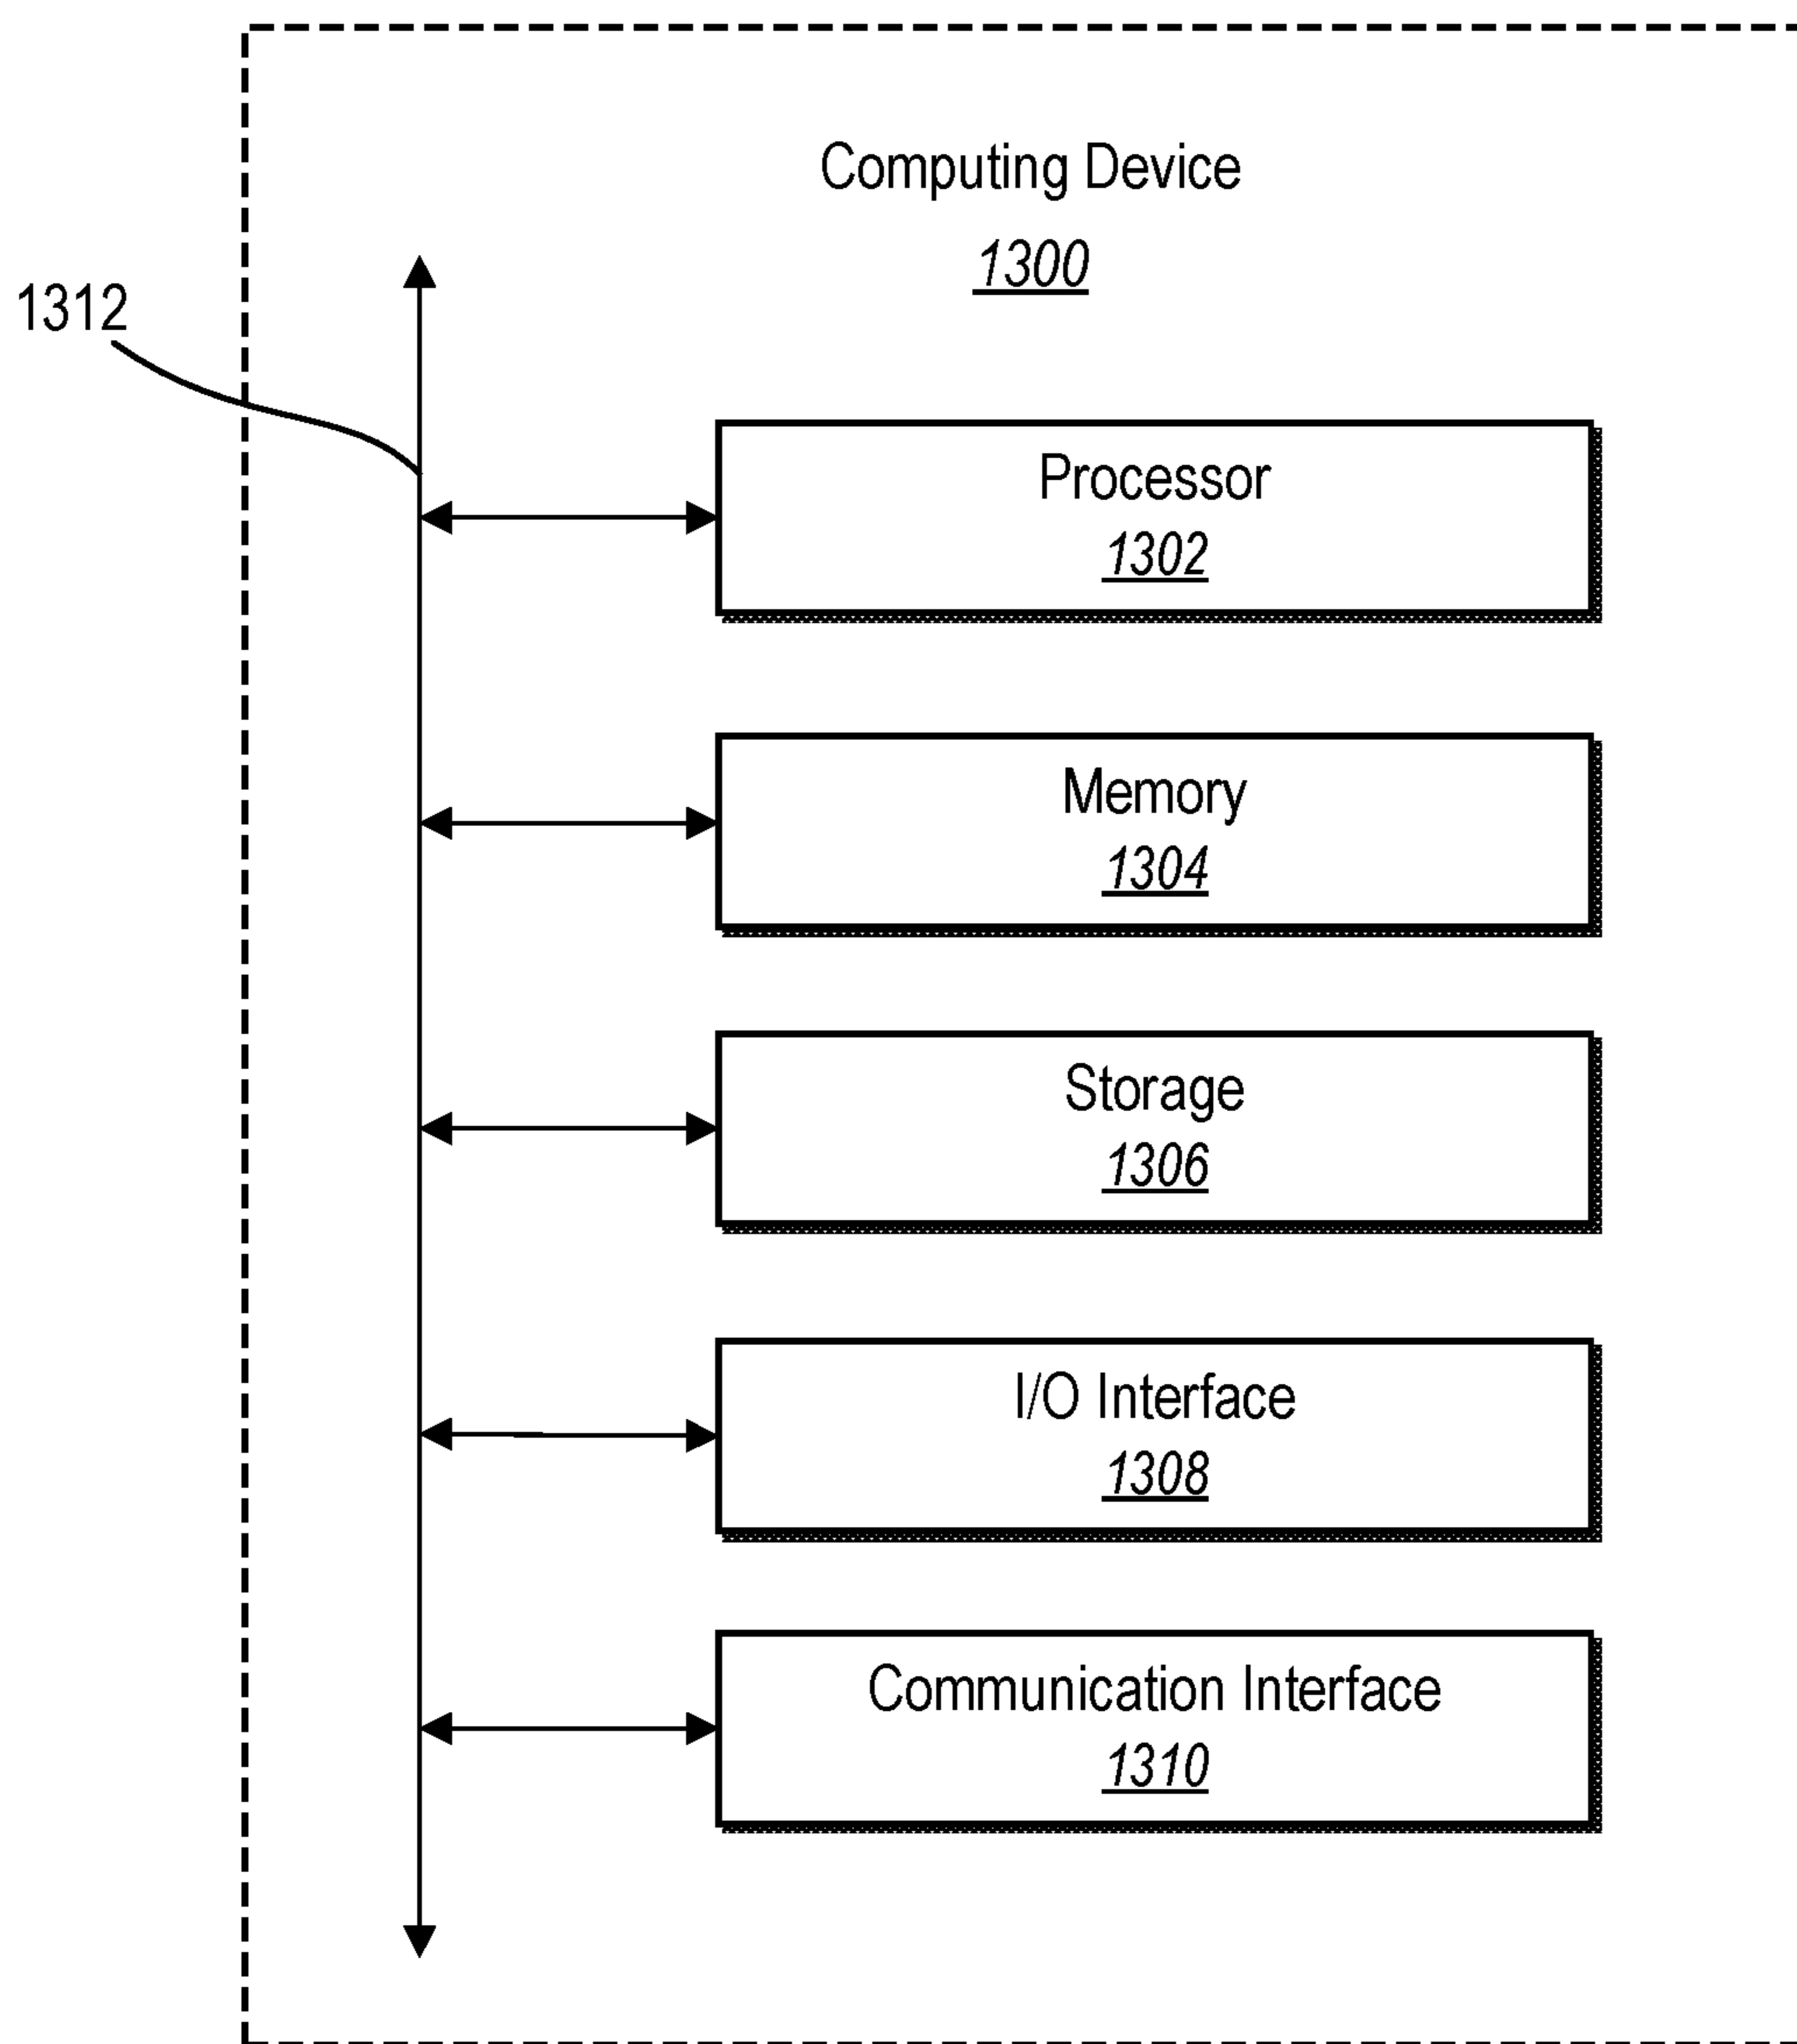 Computing Device
1300
1312
Processor
1302
Memory
1304
Storage
1306
I/O Interface
1308
Communication Interface
1310